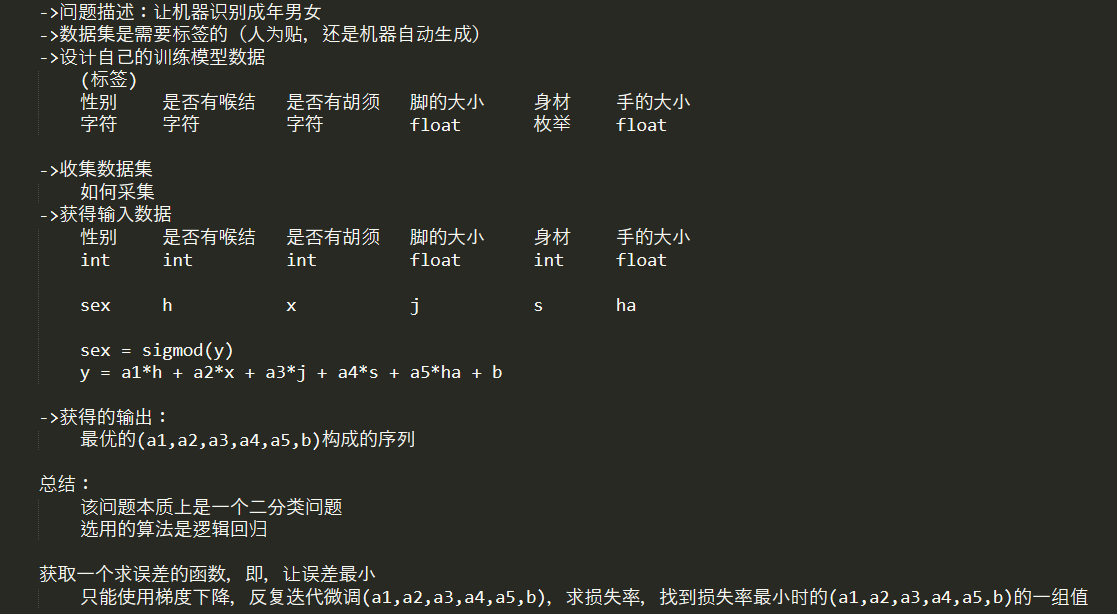 ->问题描述：让机器识别成年男女
->数据集是需要标签的（人为贴, 还是机器自动生成）
->设计自己的训练模型数据
(标签)
性别 是否有喉结 是否有胡须 脚的大小 身材 手的大小
字符 字符 字符 float 枚举 float
->收集数据集
如何采集
->获得输入数据
性别 是否有喉结 是否有胡须 脚的大小 身材 手的大小
int int int float int float
sex h x j s ha
sex = sigmod(y)
y = a1*h + a2*x + a3*j + a4*s + a5*ha + b
->获得的输出：
最优的(a1,a2,a3,a4,a5,b)构成的序列
总结：
该问题本质上是一个二分类问题
选用的算法是逻辑回归
获取一个求误差的函数, 即, 让误差最小
只能使用梯度下降, 反复迭代微调(a1,a2,a3,a4,a5,b), 求损失率, 找到损失率最小时的(a1,a2,a3,a4,a5,b)的一组值